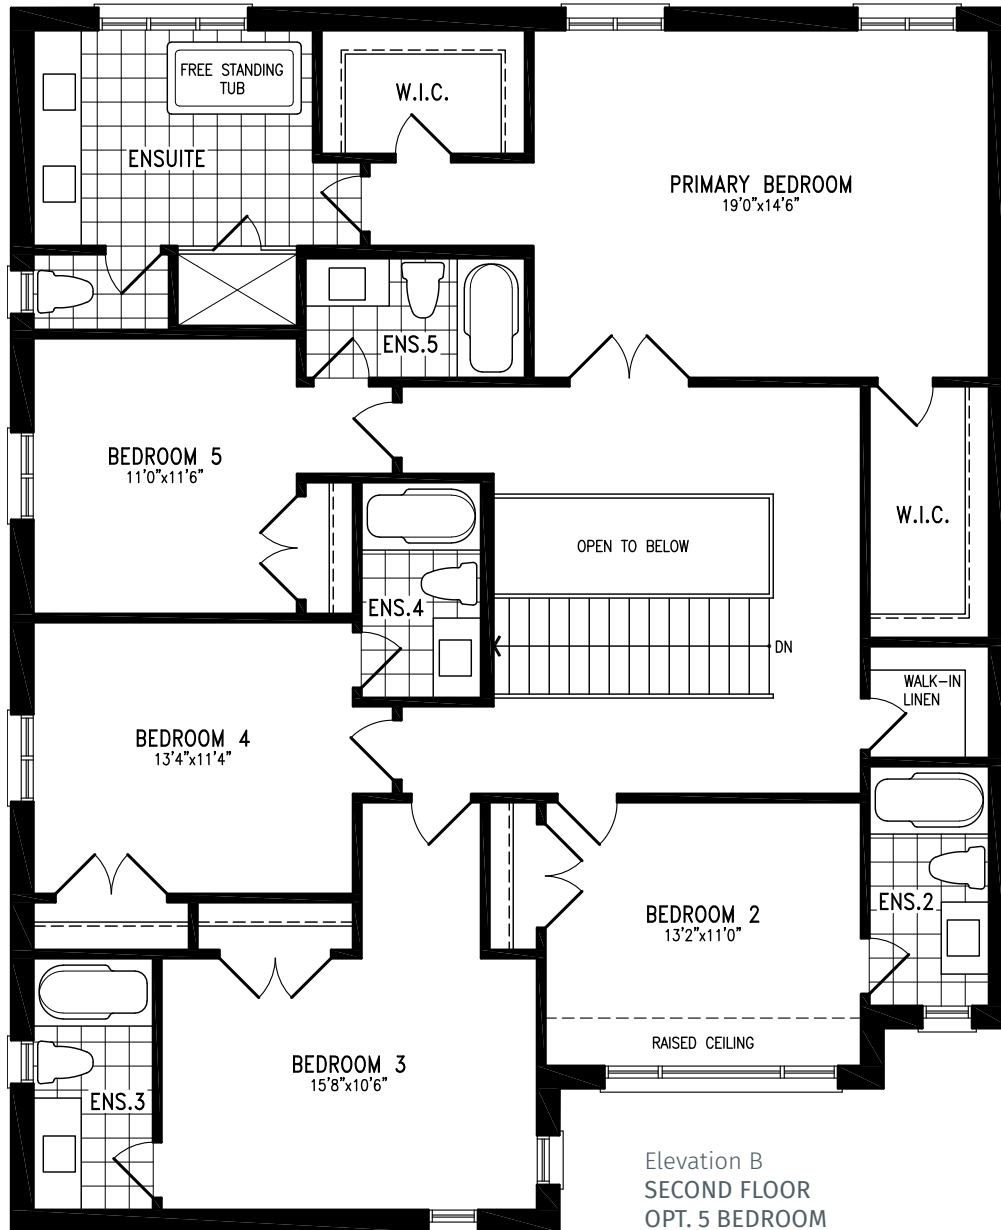 FREE STANDING
TUB
W.I.C.
ENSUITE
PRIMARY BEDROOM
19'0"x14'6"
ENS.5
BEDROOM 5
11'0"x11'6"
W.I.C.
OPEN TO BELOW
ENS.4
DN
WALK-IN
LINEN
BEDROOM 4
13'4"x11'4"
BEDROOM 2
13'2"x11'0"
ENS.2
RAISED CEILING
BEDROOM 3
15'8"x10'6"
ENS.3
Elevation B
SECOND FLOOR
OPT. 5 BEDROOM